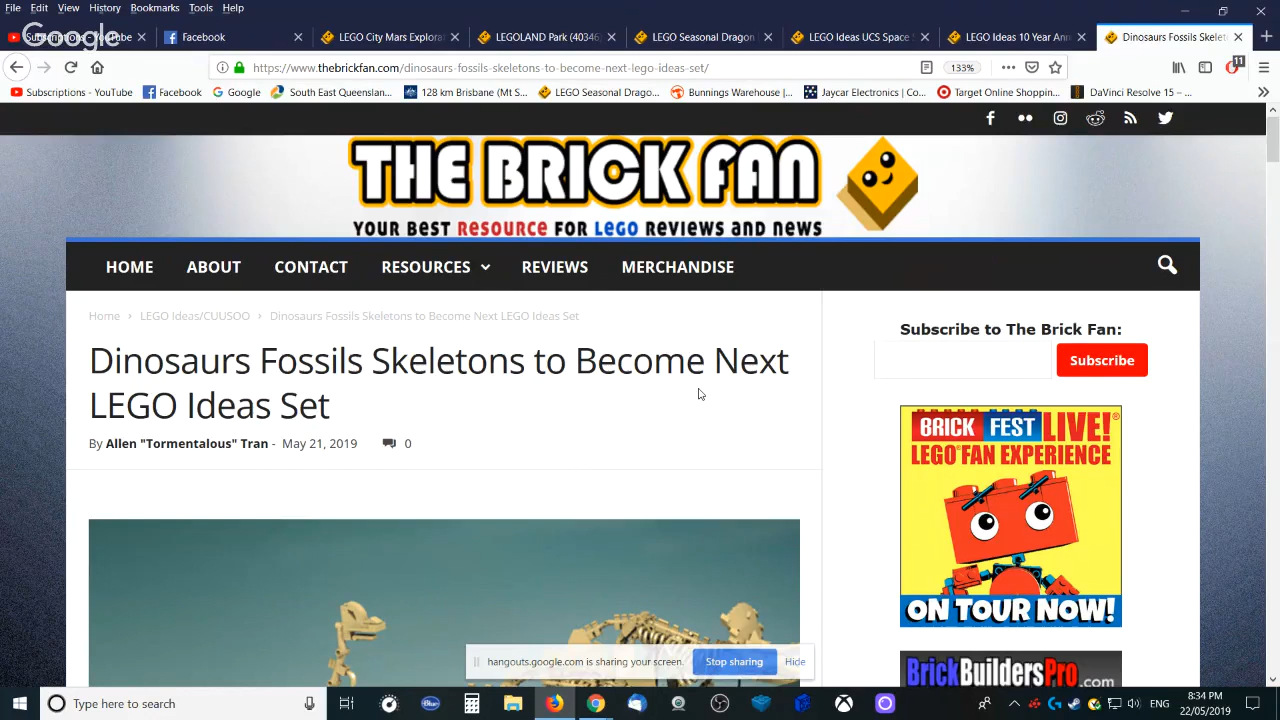 File Edit View History Bookmarks Tools Help
Google
Subscriptions - YouTube
Facebook
LEGO City Mars Explorat
LEGOLAND Park (40346)
LEGO Seasonal Dragon
LEGO Ideas UCS Space S
LEGO Ideas 10 Year Ann
Dinosaurs Fossils Skeleto
https://www.thebrickfan.com/dinosaurs-fossils-skeletons-to-become-next-lego-ideas-set/
133%
11
Subscriptions - YouTube
Facebook
Google
South East Queenslan...
128 km Brisbane (Mt S...
LEGO Seasonal Drago...
Bunnings Warehouse |...
Jaycar Electronics | Co...
Target Online Shoppin...
DaVinci Resolve 15 – ...
THE BRICK FAN
YOUR BEST RESOURCE FOR LEGO REVIEWS AND NEWS
HOME ABOUT CONTACT RESOURCES REVIEWS MERCHANDISE
Home › LEGO Ideas/CUUSOO › Dinosaurs Fossils Skeletons to Become Next LEGO Ideas Set
Dinosaurs Fossils Skeletons to Become Next
LEGO Ideas Set
By Allen "Tormentalous" Tran - May 21, 2019 0
Subscribe to The Brick Fan:
Subscribe
BRICK FEST LIVE!®
LEGO® FAN EXPERIENCE
ON TOUR NOW!
BrickBuildersPro.com
hangouts.google.com is sharing your screen. Stop sharing Hide
Type here to search
ENG
8:34 PM
22/05/2019